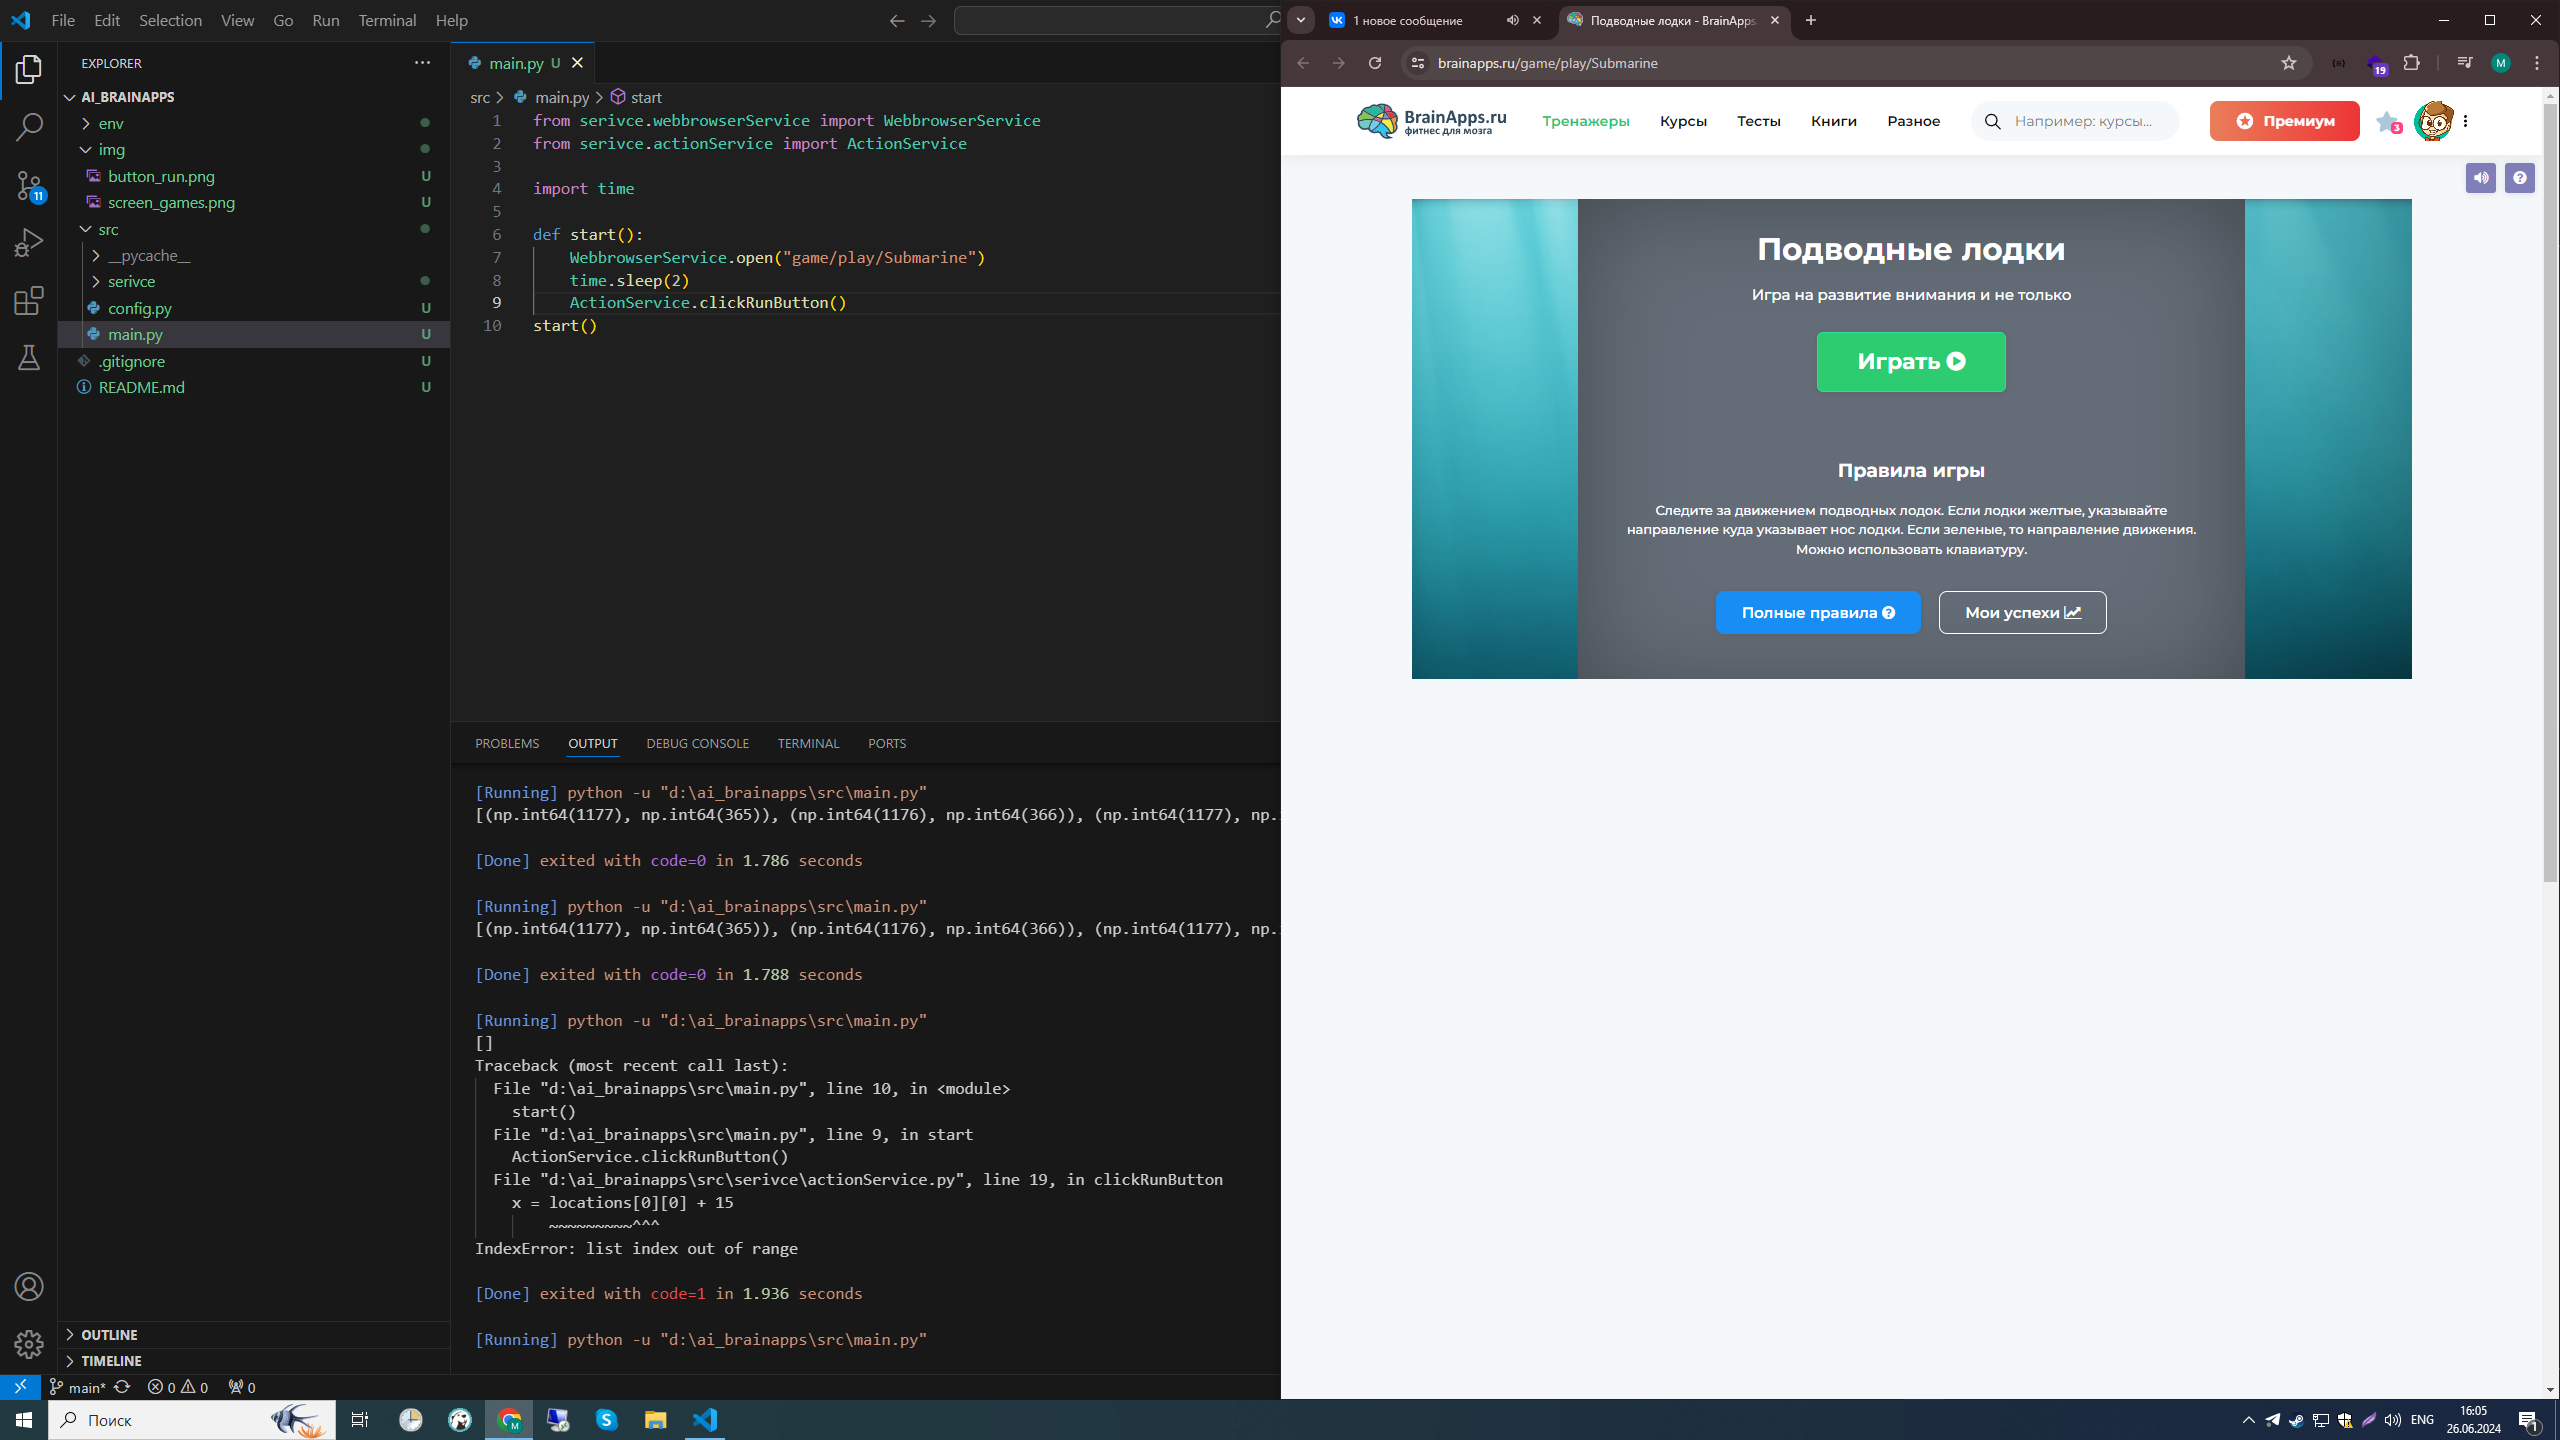 File Edit Selection View Go Run Terminal Help
EXPLORER
AI_BRAINAPPS
env
img
button_run.png U
screen_games.png U
src
__pycache__
serivce
config.py U
main.py U
.gitignore U
README.md U
OUTLINE
TIMELINE
11
main.py U
src > main.py > start
1 from serivce.webbrowserService import WebbrowserService
2 from serivce.actionService import ActionService
3
4 import time
5
6 def start():
7 WebbrowserService.open("game/play/Submarine")
8 time.sleep(2)
9 ActionService.clickRunButton()
10 start()
PROBLEMS OUTPUT DEBUG CONSOLE TERMINAL PORTS
[Running] python -u "d:\ai_brainapps\src\main.py"
[(np.int64(1177), np.int64(365)), (np.int64(1176), np.int64(366)), (np.int64(1177), np.
[Done] exited with code=0 in 1.786 seconds
[Running] python -u "d:\ai_brainapps\src\main.py"
[(np.int64(1177), np.int64(365)), (np.int64(1176), np.int64(366)), (np.int64(1177), np.
[Done] exited with code=0 in 1.788 seconds
[Running] python -u "d:\ai_brainapps\src\main.py"
[]
Traceback (most recent call last):
File "d:\ai_brainapps\src\main.py", line 10, in <module>
start()
File "d:\ai_brainapps\src\main.py", line 9, in start
ActionService.clickRunButton()
File "d:\ai_brainapps\src\serivce\actionService.py", line 19, in clickRunButton
x = locations[0][0] + 15
~~~~~~~~~^^^
IndexError: list index out of range
[Done] exited with code=1 in 1.936 seconds
[Running] python -u "d:\ai_brainapps\src\main.py"
main* 0 0 0
1 новое сообщение
Подводные лодки - BrainApps
brainapps.ru/game/play/Submarine
19
M
BrainApps.ru
фитнес для мозга
Тренажеры Курсы Тесты Книги Разное
Например: курсы...
Премиум
3
Подводные лодки
Игра на развитие внимания и не только
Играть
Правила игры
Следите за движением подводных лодок. Если лодки желтые, указывайте
направление куда указывает нос лодки. Если зеленые, то направление движения.
Можно использовать клавиатуру.
Полные правила
Мои успехи
Поиск
M
ENG
16:05
26.06.2024
1